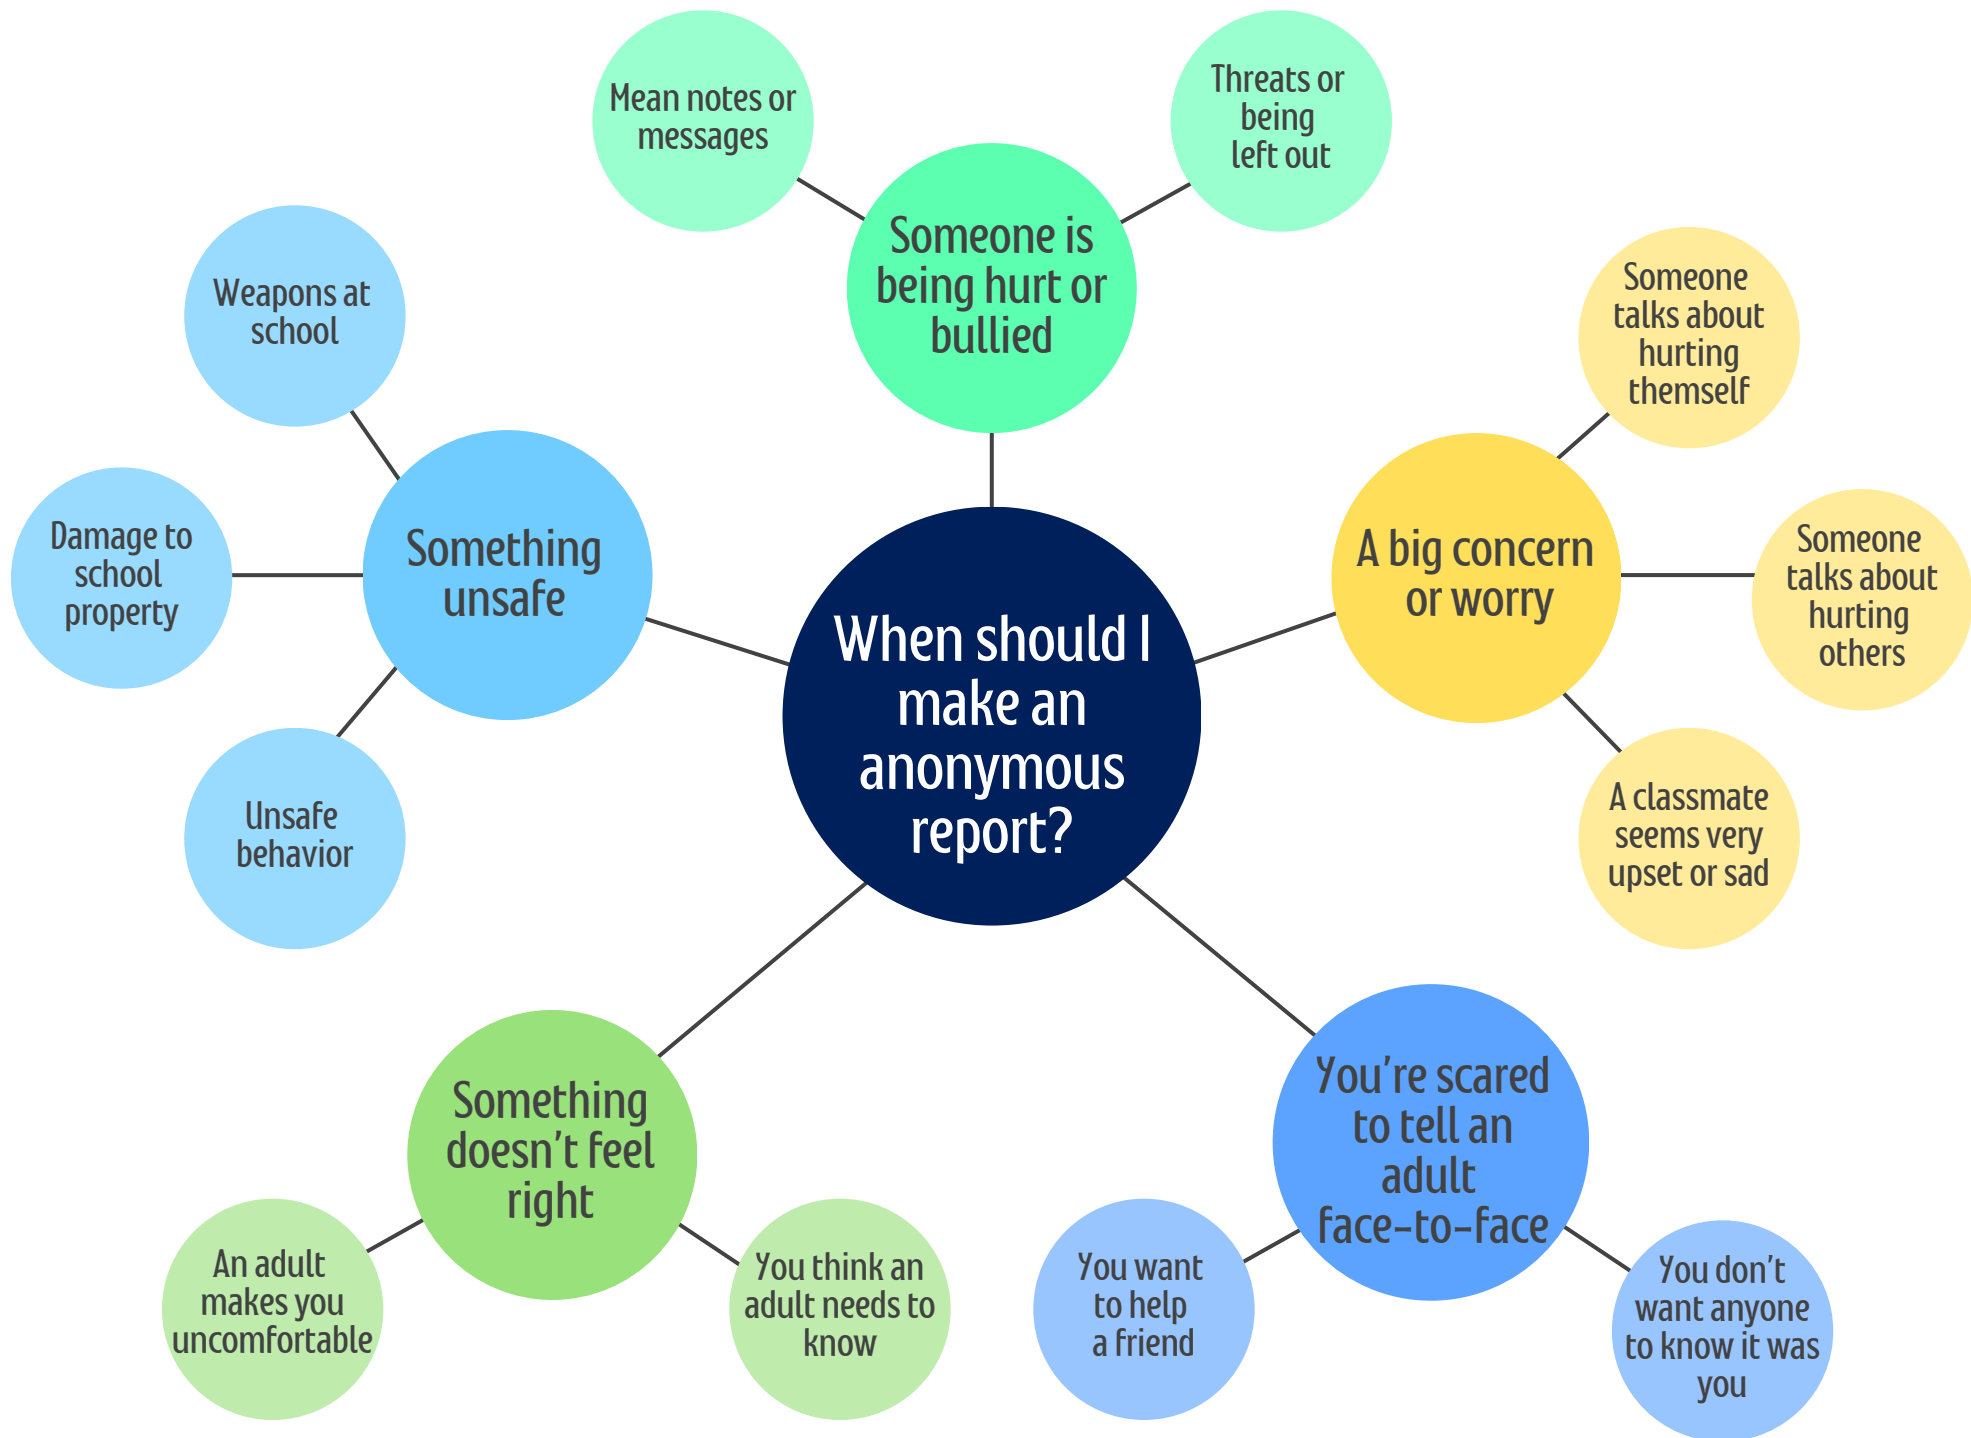 Mean notes or
messages
Threats or
being
left out
Someone is
being hurt or
bullied
Weapons at
school
Damage to
school
property
Something
unsafe
Unsafe
behavior
Someone
talks about
hurting
themself
A big concern
or worry
Someone
talks about
hurting
others
A classmate
seems very
upset or sad
When should I
make an
anonymous
report?
Something
doesn't feel
right
An adult
makes you
uncomfortable
You think an
adult needs to
know
You're scared
to tell an
adult
face-to-face
You want
to help
a friend
You don't
want anyone
to know it was
you